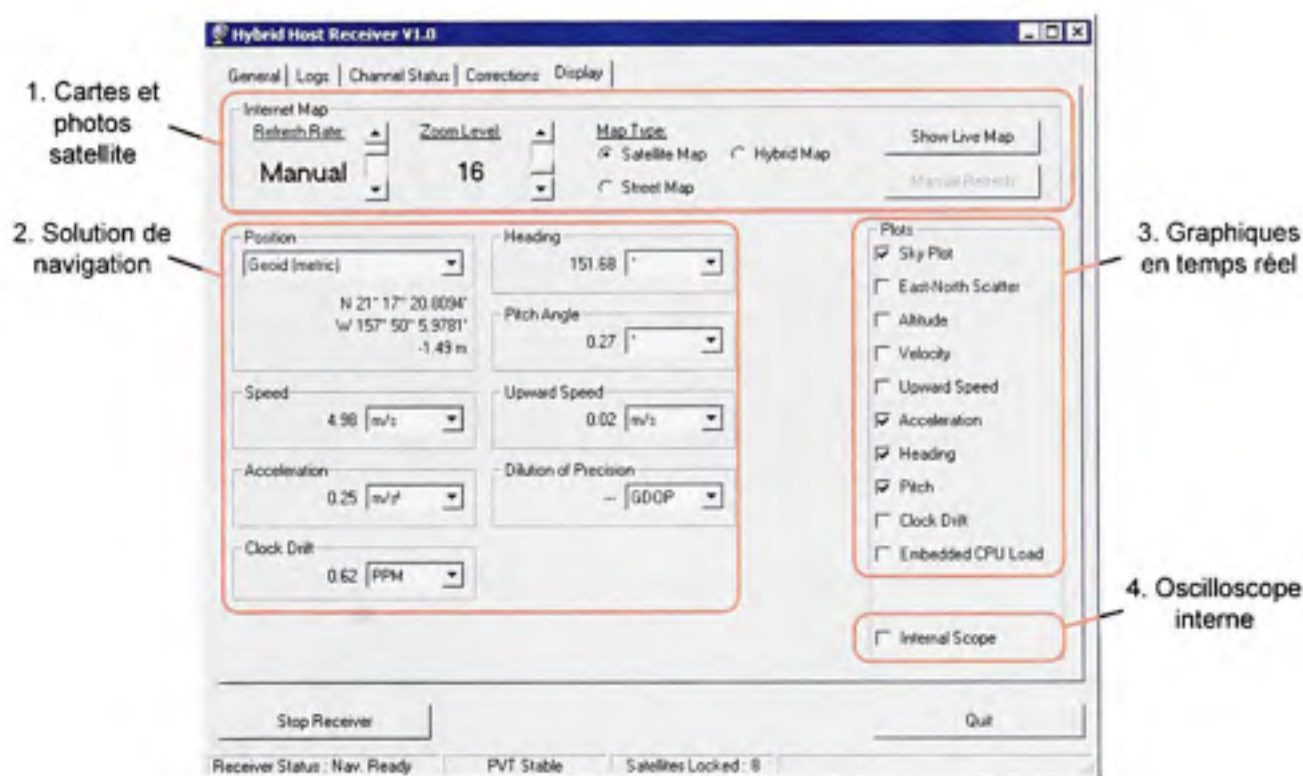 Hybrid Host Receiver V1.0
General | Logs | Channel Status | Corrections Display
1. Cartes et
photos
satellite
Internet Map
Refresh Rate:
Manual
Zoom Level:
16
Map Type:
Satellite Map
Hybrid Map
Street Map
Show Live Map
Manual Refresh
2. Solution de
navigation
Position
Geoid (metric)
N 21° 17'' 20.8094'
W 157° 50'' 5.9781'
-1.49 m
Heading
151.68 °
Pitch Angle
0.27 °
Speed
4.98 m/s
Upward Speed
0.02 m/s
Acceleration
0.25 m/s²
Dilution of Precision
--- GDOP
Clock Drift
0.62 PPM
Plots
Sky Plot
East-North Scatter
Altitude
Velocity
Upward Speed
Acceleration
Heading
Pitch
Clock Drift
Embedded CPU Load
3. Graphiques
en temps réel
Internal Scope
4. Oscilloscope
interne
Stop Receiver
Quit
Receiver Status : Nav. Ready
PVT Stable
Satellites Locked : 8